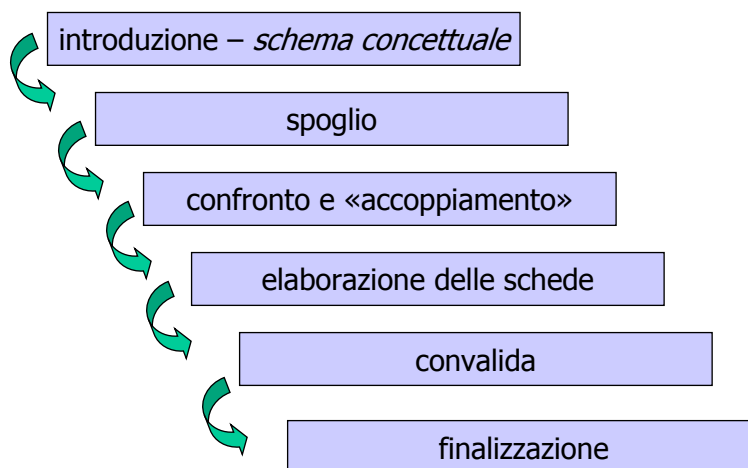 introduzione – schema concettuale
spoglio
confronto e «accoppiamento»
elaborazione delle schede
convalida
finalizzazione